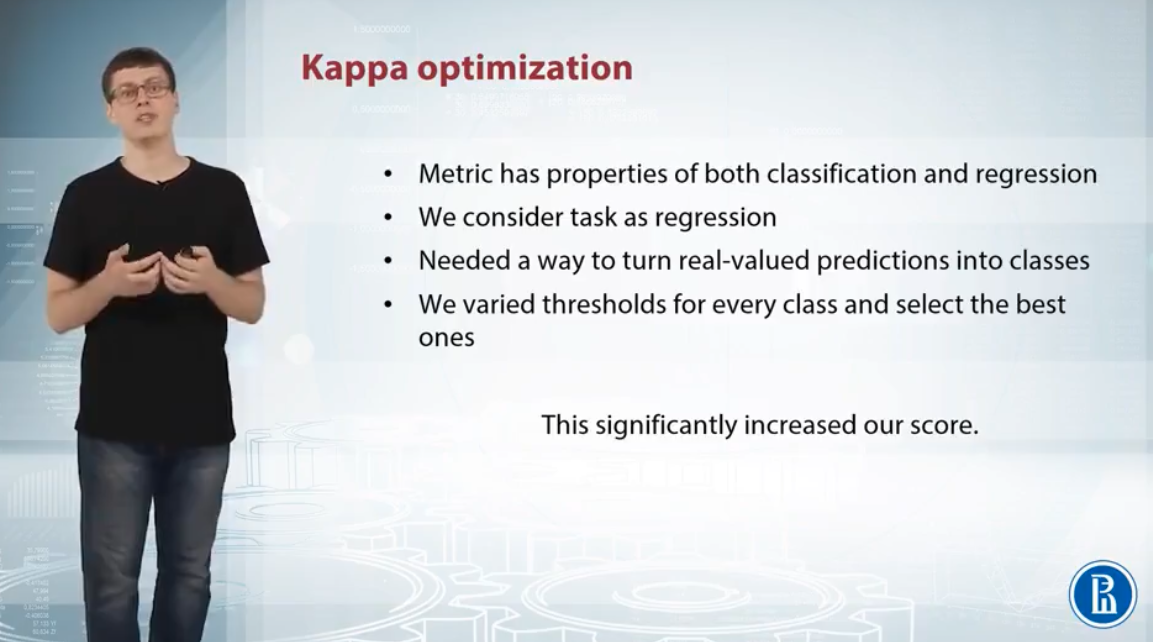 Kappa optimization
• Metric has properties of both classification and regression
• We consider task as regression
• Needed a way to turn real-valued predictions into classes
• We varied thresholds for every class and select the best
ones
This significantly increased our score.